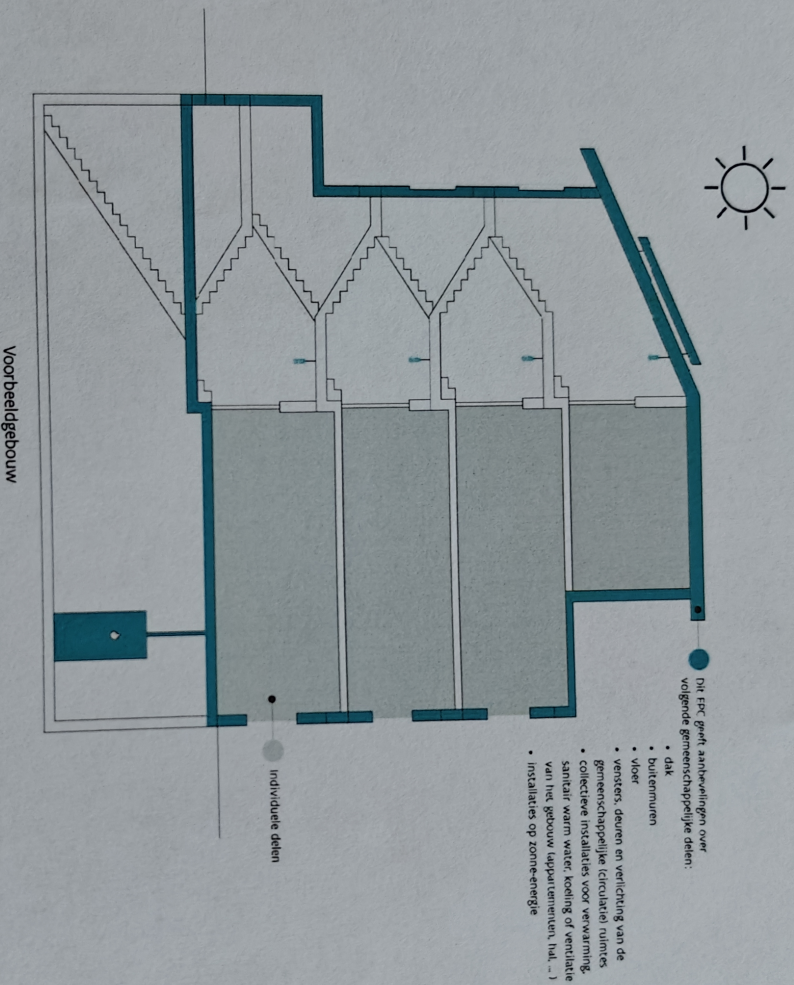 Dit EPC geeft aanbevelingen over
volgende gemeenschappelijke delen:
• dak
• buitenmuren
• vloer
• vensters, deuren en verlichting van de
gemeenschappelijke (circulatie) ruimtes
• collectieve installaties voor verwarming,
sanitair warm water, koeling of ventilatie
van het gebouw (appartementen, hal, ... )
• installaties op zonne-energie
Individuele delen
Voorbeeldgebouw